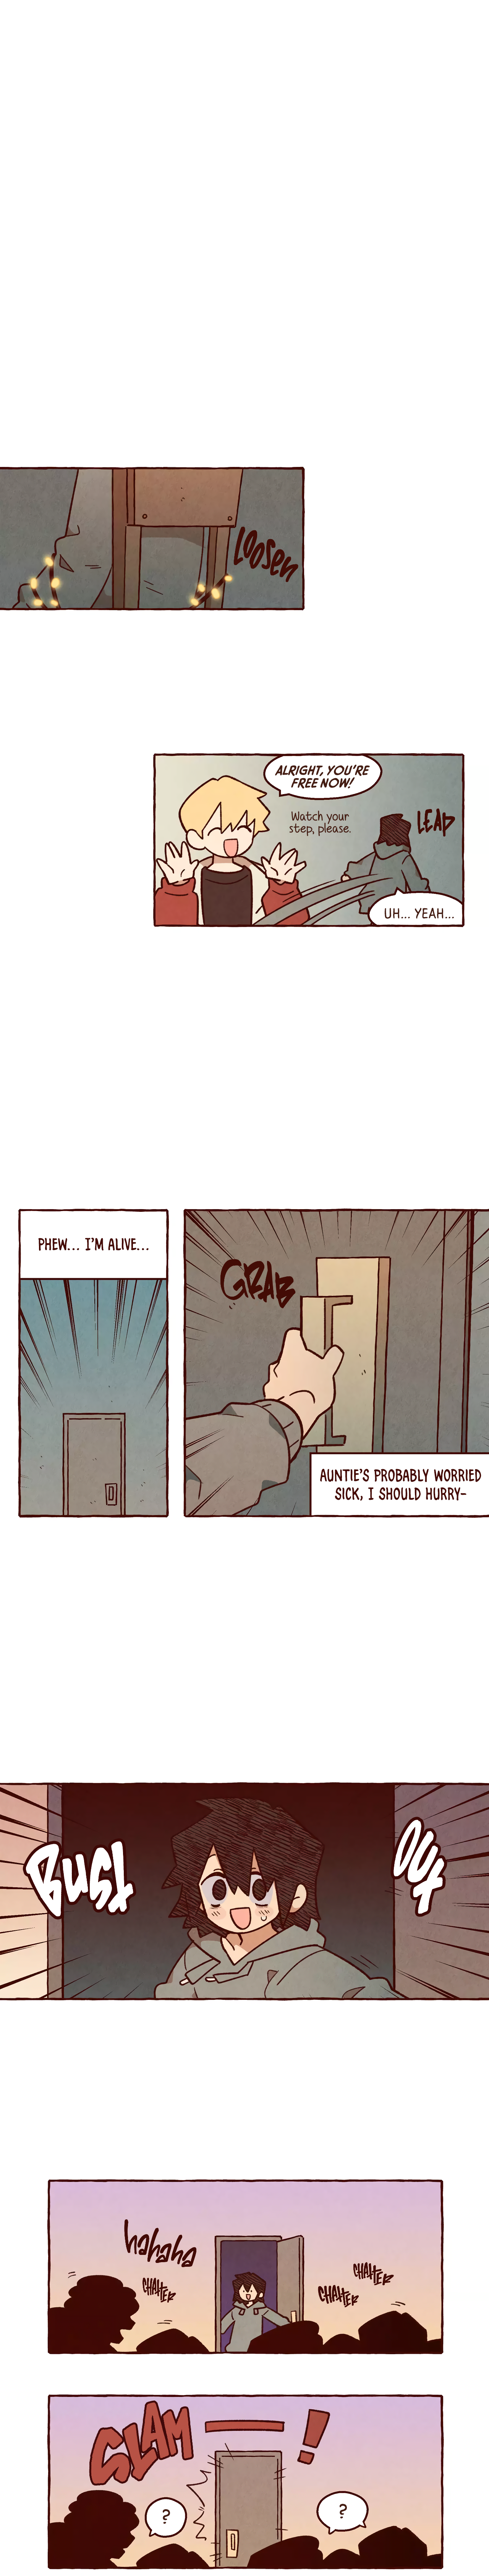 LOOSEN
ALRIGHT, YOU'RE
FREE NOW!
Watch your
step, please.
LEAP
UH... YEAH...
PHEW... I'M ALIVE...
GRAB
AUNTIE'S PROBABLY WORRIED
SICK, I SHOULD HURRY-
BUST
OUT
hahaha
CHATTER
CHATTER
CHATTER
SLAM—!
?
?